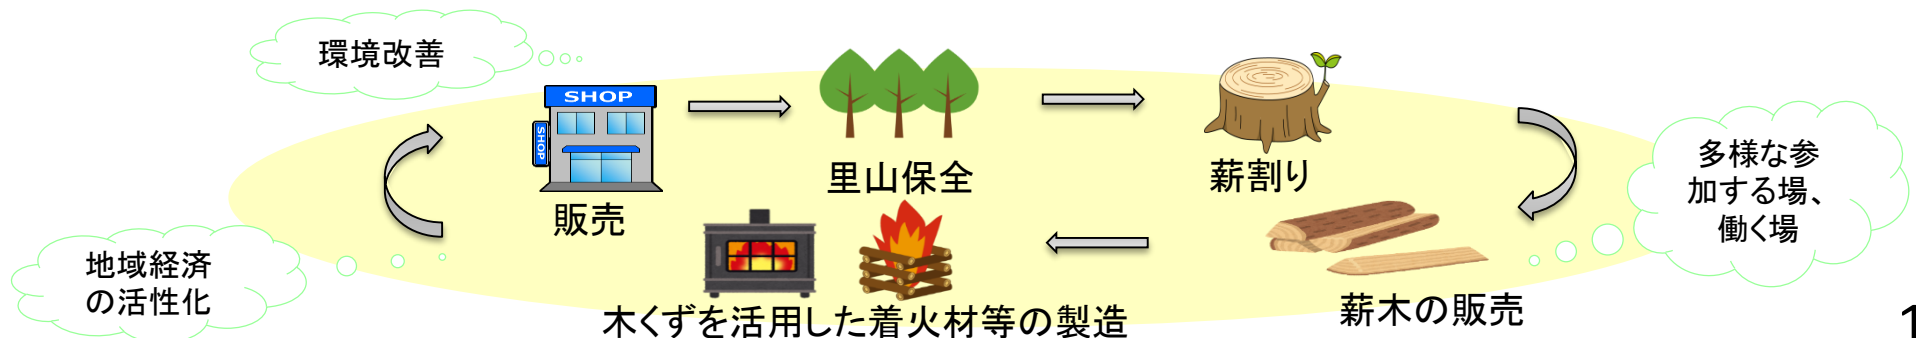 環境改善
SHOP
SHOP
販売
里山保全
薪割り
多様な参
加する場、
働く場
地域経済
の活性化
木くずを活用した着火材等の製造
薪木の販売
1